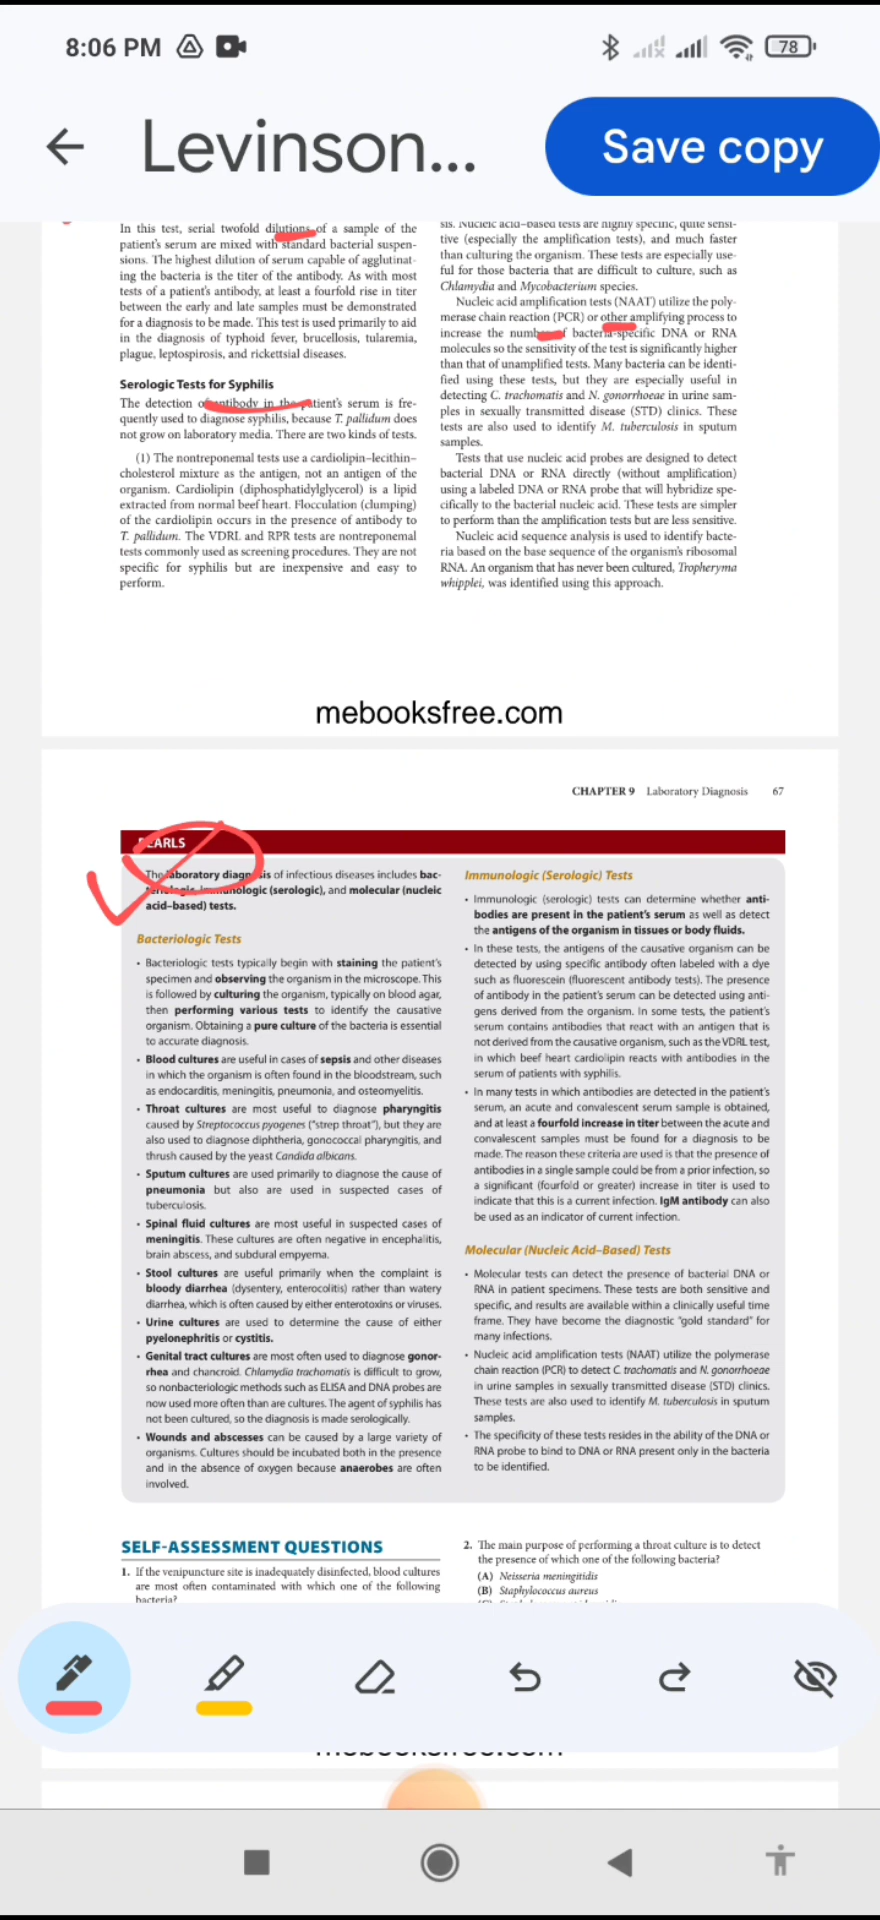 8:06 PM
78
Levinson...
Save copy
In this test, serial twofold dilutions of a sample of the
patient's serum are mixed with standard bacterial suspen-
sions. The highest dilution of serum capable of agglutinat-
ing the bacteria is the titer of the antibody. As with most
tests of a patient's antibody, at least a fourfold rise in titer
between the early and late samples must be demonstrated
for a diagnosis to be made. This test is used primarily to aid
in the diagnosis of typhoid fever, brucellosis, tularemia,
plague, leptospirosis, and rickettsial diseases.
Serologic Tests for Syphilis
The detection of antibody in the patient's serum is fre-
quently used to diagnose syphilis, because T. pallidum does
not grow on laboratory media. There are two kinds of tests.
(1) The nontreponemal tests use a cardiolipin–lecithin–
cholesterol mixture as the antigen, not an antigen of the
organism. Cardiolipin (diphosphatidylglycerol) is a lipid
extracted from normal beef heart. Flocculation (clumping)
of the cardiolipin occurs in the presence of antibody to
T. pallidum. The VDRL and RPR tests are nontreponemal
tests commonly used as screening procedures. They are not
specific for syphilis but are inexpensive and easy to
perform.
sis. Nucleic acid–based tests are highly specific, quite sensi-
tive (especially the amplification tests), and much faster
than culturing the organism. These tests are especially use-
ful for those bacteria that are difficult to culture, such as
Chlamydia and Mycobacterium species.
Nucleic acid amplification tests (NAAT) utilize the poly-
merase chain reaction (PCR) or other amplifying process to
increase the number of bacteria-specific DNA or RNA
molecules so the sensitivity of the test is significantly higher
than that of unamplified tests. Many bacteria can be identi-
fied using these tests, but they are especially useful in
detecting C. trachomatis and N. gonorrhoeae in urine sam-
ples in sexually transmitted disease (STD) clinics. These
tests are also used to identify M. tuberculosis in sputum
samples.
Tests that use nucleic acid probes are designed to detect
bacterial DNA or RNA directly (without amplification)
using a labeled DNA or RNA probe that will hybridize spe-
cifically to the bacterial nucleic acid. These tests are simpler
to perform than the amplification tests but are less sensitive.
Nucleic acid sequence analysis is used to identify bacte-
ria based on the base sequence of the organism's ribosomal
RNA. An organism that has never been cultured, Tropheryma
whipplei, was identified using this approach.
mebooksfree.com
CHAPTER 9 Laboratory Diagnosis 67
PEARLS
The laboratory diagnosis of infectious diseases includes bac-
teriologic, immunologic (serologic), and molecular (nucleic
acid–based) tests.
Bacteriologic Tests
• Bacteriologic tests typically begin with staining the patient's
specimen and observing the organism in the microscope. This
is followed by culturing the organism, typically on blood agar,
then performing various tests to identify the causative
organism. Obtaining a pure culture of the bacteria is essential
to accurate diagnosis.
• Blood cultures are useful in cases of sepsis and other diseases
in which the organism is often found in the bloodstream, such
as endocarditis, meningitis, pneumonia, and osteomyelitis.
• Throat cultures are most useful to diagnose pharyngitis
caused by Streptococcus pyogenes ("strep throat"), but they are
also used to diagnose diphtheria, gonococcal pharyngitis, and
thrush caused by the yeast Candida albicans.
• Sputum cultures are used primarily to diagnose the cause of
pneumonia but also are used in suspected cases of
tuberculosis.
• Spinal fluid cultures are most useful in suspected cases of
meningitis. These cultures are often negative in encephalitis,
brain abscess, and subdural empyema.
• Stool cultures are useful primarily when the complaint is
bloody diarrhea (dysentery, enterocolitis) rather than watery
diarrhea, which is often caused by either enterotoxins or viruses.
• Urine cultures are used to determine the cause of either
pyelonephritis or cystitis.
• Genital tract cultures are most often used to diagnose gonor-
rhea and chancroid. Chlamydia trachomatis is difficult to grow,
so nonbacteriologic methods such as ELISA and DNA probes are
now used more often than are cultures. The agent of syphilis has
not been cultured, so the diagnosis is made serologically.
• Wounds and abscesses can be caused by a large variety of
organisms. Cultures should be incubated both in the presence
and in the absence of oxygen because anaerobes are often
involved.
Immunologic (Serologic) Tests
• Immunologic (serologic) tests can determine whether anti-
bodies are present in the patient's serum as well as detect
the antigens of the organism in tissues or body fluids.
• In these tests, the antigens of the causative organism can be
detected by using specific antibody often labeled with a dye
such as fluorescein (fluorescent antibody tests). The presence
of antibody in the patient's serum can be detected using anti-
gens derived from the organism. In some tests, the patient's
serum contains antibodies that react with an antigen that is
not derived from the causative organism, such as the VDRL test,
in which beef heart cardiolipin reacts with antibodies in the
serum of patients with syphilis.
• In many tests in which antibodies are detected in the patient's
serum, an acute and convalescent serum sample is obtained,
and at least a fourfold increase in titer between the acute and
convalescent samples must be found for a diagnosis to be
made. The reason these criteria are used is that the presence of
antibodies in a single sample could be from a prior infection, so
a significant (fourfold or greater) increase in titer is used to
indicate that this is a current infection. IgM antibody can also
be used as an indicator of current infection.
Molecular (Nucleic Acid–Based) Tests
• Molecular tests can detect the presence of bacterial DNA or
RNA in patient specimens. These tests are both sensitive and
specific, and results are available within a clinically useful time
frame. They have become the diagnostic "gold standard" for
many infections.
• Nucleic acid amplification tests (NAAT) utilize the polymerase
chain reaction (PCR) to detect C. trachomatis and N. gonorrhoeae
in urine samples in sexually transmitted disease (STD) clinics.
These tests are also used to identify M. tuberculosis in sputum
samples.
• The specificity of these tests resides in the ability of the DNA or
RNA probe to bind to DNA or RNA present only in the bacteria
to be identified.
SELF-ASSESSMENT QUESTIONS
1. If the venipuncture site is inadequately disinfected, blood cultures
are most often contaminated with which one of the following
bacteria?
2. The main purpose of performing a throat culture is to detect
the presence of which one of the following bacteria?
(A) Neisseria meningitidis
(B) Staphylococcus aureus